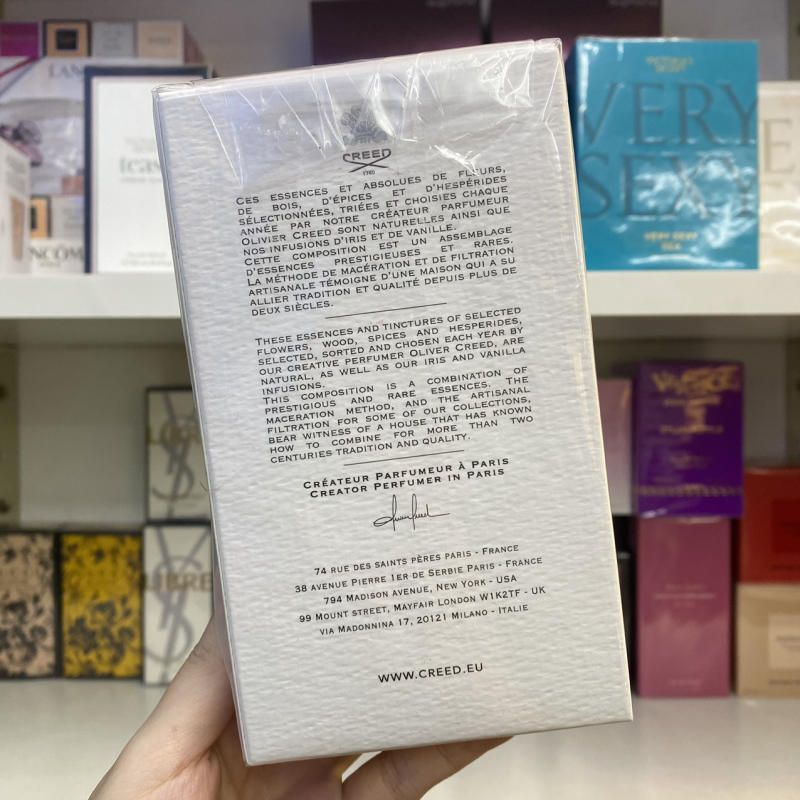 CREED
1760
CES ESSENCES ET ABSOLUES DE FLEURS,
DE BOIS, D'ÉPICES ET D'HESPÉRIDES
SÉLECTIONNÉES, TRIÉES ET CHOISIES CHAQUE
ANNÉE PAR NOTRE CRÉATEUR PARFUMEUR
OLIVIER CREED SONT NATURELLES AINSI QUE
NOS INFUSIONS D'IRIS ET DE VANILLE.
CETTE COMPOSITION EST UN ASSEMBLAGE
D'ESSENCES PRESTIGIEUSES ET RARES.
LA MÉTHODE DE MACÉRATION ET DE FILTRATION
ARTISANALE TÉMOIGNE D'UNE MAISON QUI A SU
ALLIER TRADITION ET QUALITÉ DEPUIS PLUS DE
DEUX SIÈCLES.
THESE ESSENCES AND TINCTURES OF SELECTED
FLOWERS, WOOD, SPICES AND HESPERIDES,
SELECTED, SORTED AND CHOSEN EACH YEAR BY
OUR CREATIVE PERFUMER OLIVER CREED, ARE
NATURAL, AS WELL AS OUR IRIS AND VANILLA
INFUSIONS.
THIS COMPOSITION IS A COMBINATION OF
PRESTIGIOUS AND RARE ESSENCES. THE
MACERATION METHOD, AND THE ARTISANAL
FILTRATION FOR SOME OF OUR COLLECTIONS,
BEAR WITNESS OF A HOUSE THAT HAS KNOWN
HOW TO COMBINE FOR MORE THAN TWO
CENTURIES TRADITION AND QUALITY.
CRÉATEUR PARFUMEUR À PARIS
CREATOR PERFUMER IN PARIS
74 RUE DES SAINTS PÈRES PARIS - FRANCE
38 AVENUE PIERRE 1ER DE SERBIE PARIS - FRANCE
794 MADISON AVENUE, NEW YORK - USA
99 MOUNT STREET, MAYFAIR LONDON W1K2TF - UK
VIA MADONNINA 17, 20121 MILANO - ITALIE
WWW.CREED.EU
VERY
SEXY
VERY SEXY
SEA